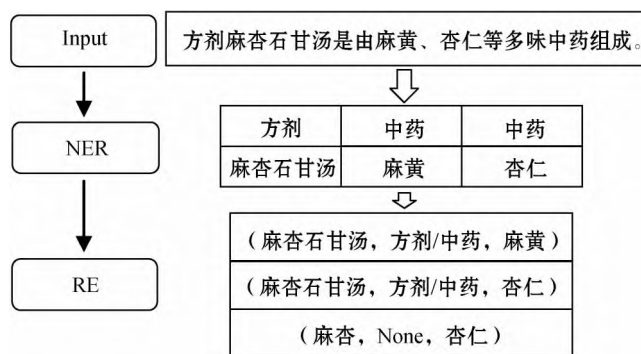 Input
方剂麻杏石甘汤是由麻黄、杏仁等多味中药组成。
NER
方剂 中药 中药
麻杏石甘汤 麻黄 杏仁
RE
（麻杏石甘汤，方剂/中药，麻黄）
（麻杏石甘汤，方剂/中药，杏仁）
（麻杏，None，杏仁）